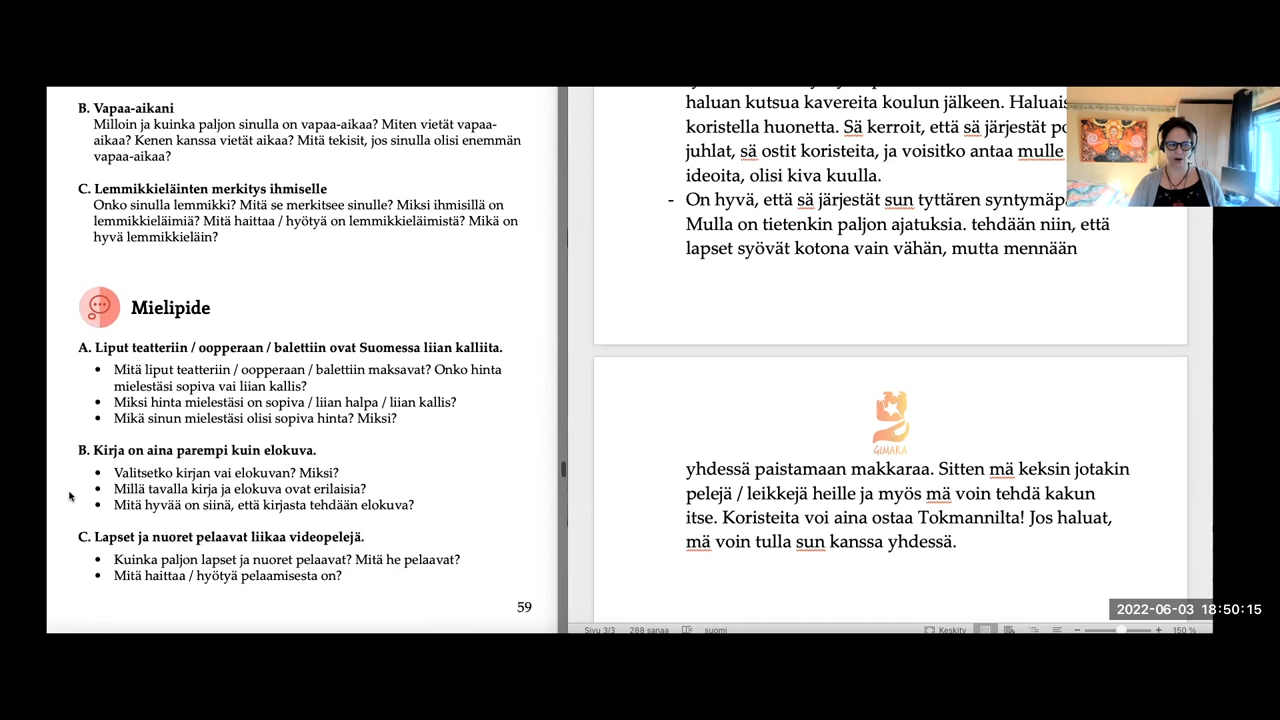 B. Vapaa-aikani
Milloin ja kuinka paljon sinulla on vapaa-aikaa? Miten vietät vapaa-
aikaa? Kenen kanssa vietät aikaa? Mitä tekisit, jos sinulla olisi enemmän
vapaa-aikaa?
C. Lemmikkieläinten merkitys ihmiselle
Onko sinulla lemmikki? Mitä se merkitsee sinulle? Miksi ihmisillä on
lemmikkieläimiä? Mitä haittaa / hyötyä on lemmikkieläimistä? Mikä on
hyvä lemmikkieläin?
Mielipide
A. Liput teatteriin / oopperaan / balettiin ovat Suomessa liian kalliita.
• Mitä liput teatteriin / oopperaan / balettiin maksavat? Onko hinta
mielestäsi sopiva vai liian kallis?
• Miksi hinta mielestäsi on sopiva / liian halpa / liian kallis?
• Mikä sinun mielestäsi olisi sopiva hinta? Miksi?
B. Kirja on aina parempi kuin elokuva.
• Valitsetko kirjan vai elokuvan? Miksi?
• Millä tavalla kirja ja elokuva ovat erilaisia?
• Mitä hyvää on siinä, että kirjasta tehdään elokuva?
C. Lapset ja nuoret pelaavat liikaa videopelejä.
• Kuinka paljon lapset ja nuoret pelaavat? Mitä he pelaavat?
• Mitä haittaa / hyötyä pelaamisesta on?
59
haluan kutsua kavereita koulun jälkeen.
koristella huonetta. Sä kerroit, että sä järjestät
juhlat, sä ostit koristeita, ja voisitko antaa mulle
ideoita, olisi kiva kuulla.
- On hyvä, että sä järjestät sun tyttären
Mulla on tietenkin paljon ajatuksia. tehdään niin, että
lapset syövät kotona vain vähän, mutta mennään
GIMARA
yhdessä paistamaan makkaraa. Sitten mä keksin jotakin
pelejä / leikkejä heille ja myös mä voin tehdä kakun
itse. Koristeita voi aina ostaa Tokmannilta! Jos haluat,
mä voin tulla sun kanssa yhdessä.
2022-06-03 18:50:15
Sivu 3/3 288 sanaa suomi Keskity 150 %